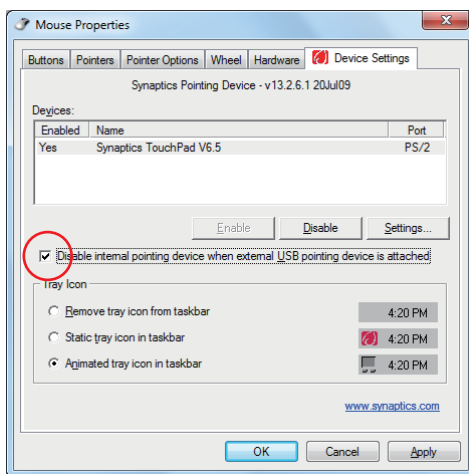 Mouse Properties
Buttons Pointers Pointer Options Wheel Hardware Device Settings
Synaptics Pointing Device - v13.2.6.1 20Jul09
Devices:
Enabled Name Port
Yes Synaptics TouchPad V6.5 PS/2
Enable Disable Settings...
Disable internal pointing device when external USB pointing device is attached
Tray Icon
Remove tray icon from taskbar 4:20 PM
Static tray icon in taskbar 4:20 PM
Animated tray icon in taskbar 4:20 PM
www.synaptics.com
OK Cancel Apply